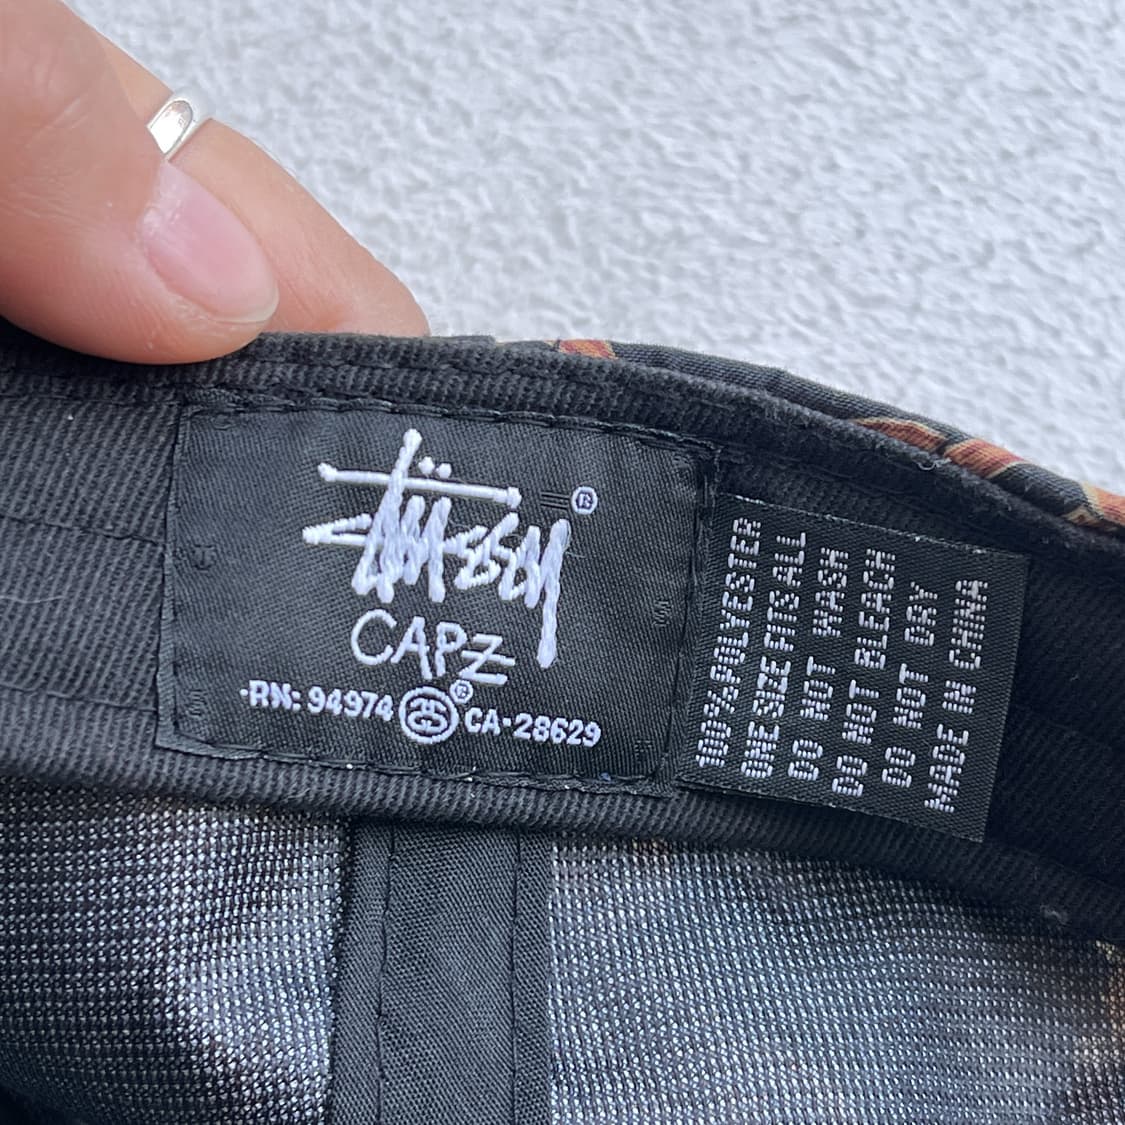 Stüssy ®
CAPZ
RN: 94974 ® CA-28629
100% POLYESTER
ONE SIZE FITS ALL
DO NOT WASH
DO NOT BLEACH
DO NOT DRY
MADE IN CHINA